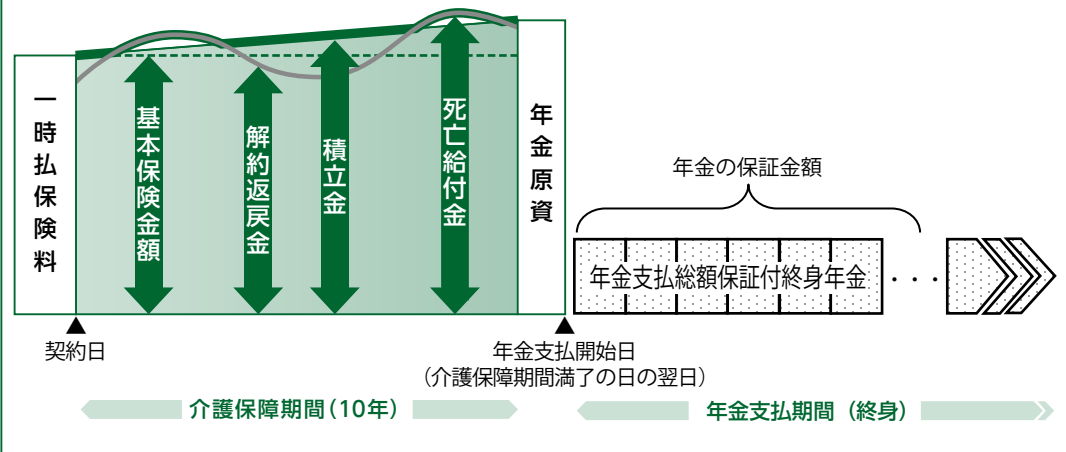 一時払保険料
基本保険金額
解約返戻金
積立金
死亡給付金
年金原資
年金の保証金額
年金支払総額保証付終身年金
・・・
契約日
年金支払開始日
（介護保障期間満了の日の翌日）
介護保障期間（10年）
年金支払期間（終身）